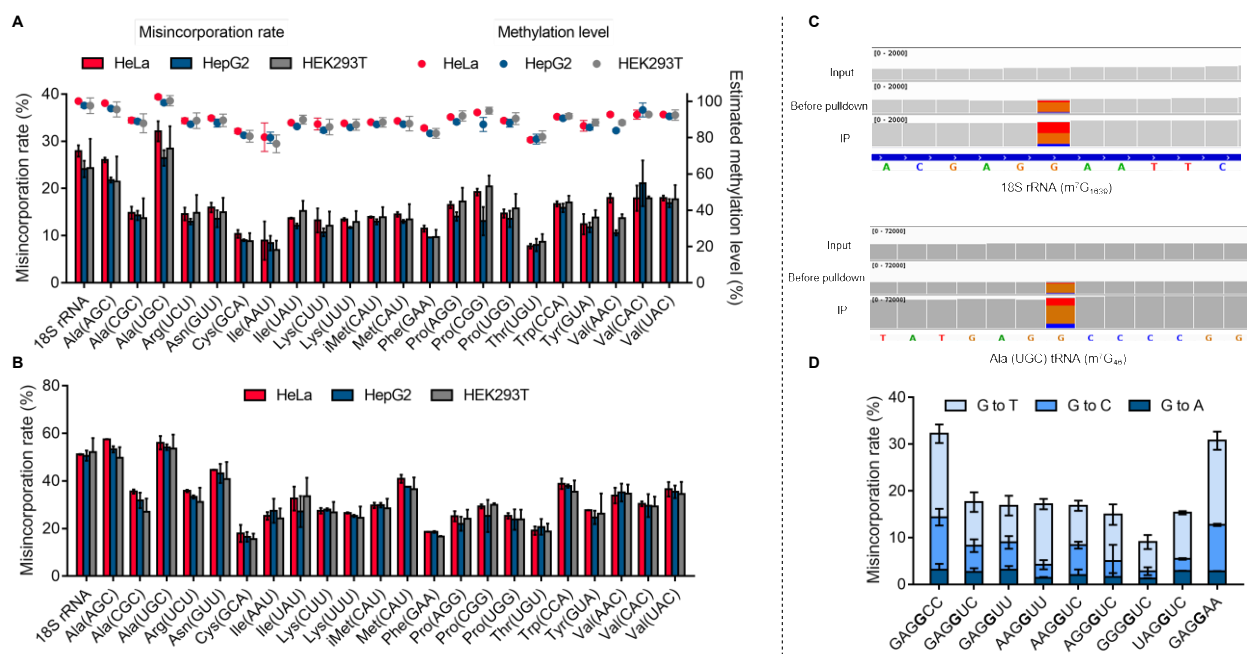 A
Misincorporation rate
Methylation level
HeLa HepG2 HEK293T
HeLa HepG2 HEK293T
Misincorporation rate (%)
40
30
20
10
0
Estimated methylation level (%)
100
80
60
40
20
0
18S rRNA
Ala(AGC)
Ala(CGC)
Ala(UGC)
Arg(UCU)
Asn(GUU)
Cys(GCA)
Ile(AAU)
Ile(UAU)
Lys(CUU)
Lys(UUU)
iMet(CAU)
Met(CAU)
Phe(GAA)
Pro(AGG)
Pro(CGG)
Pro(UGG)
Thr(UGU)
Trp(CCA)
Tyr(GUA)
Val(AAC)
Val(CAC)
Val(UAC)
B
HeLa HepG2 HEK293T
Misincorporation rate (%)
80
60
40
20
0
18S rRNA
Ala(AGC)
Ala(CGC)
Ala(UGC)
Arg(UCU)
Asn(GUU)
Cys(GCA)
Ile(AAU)
Ile(UAU)
Lys(CUU)
Lys(UUU)
iMet(CAU)
Met(CAU)
Phe(GAA)
Pro(AGG)
Pro(CGG)
Pro(UGG)
Thr(UGU)
Trp(CCA)
Tyr(GUA)
Val(AAC)
Val(CAC)
Val(UAC)
C
[0 - 2000]
Input
[0 - 2000]
Before pulldown
[0 - 2000]
IP
A C G A G G A A T T C
18S rRNA (m⁷G₁₆₃₉)
[0 - 72000]
Input
[0 - 72000]
Before pulldown
[0 - 72000]
IP
T A T G A G G C C C C G G
Ala (UGC) tRNA (m⁷G₄₆)
D
G to T G to C G to A
Misincorporation rate (%)
40
30
20
10
0
GAGGCC
GAGGUC
GAGGUU
AAGGUU
AAGGUC
AGGGUC
GGGGUC
UAGGUC
GAGGAA